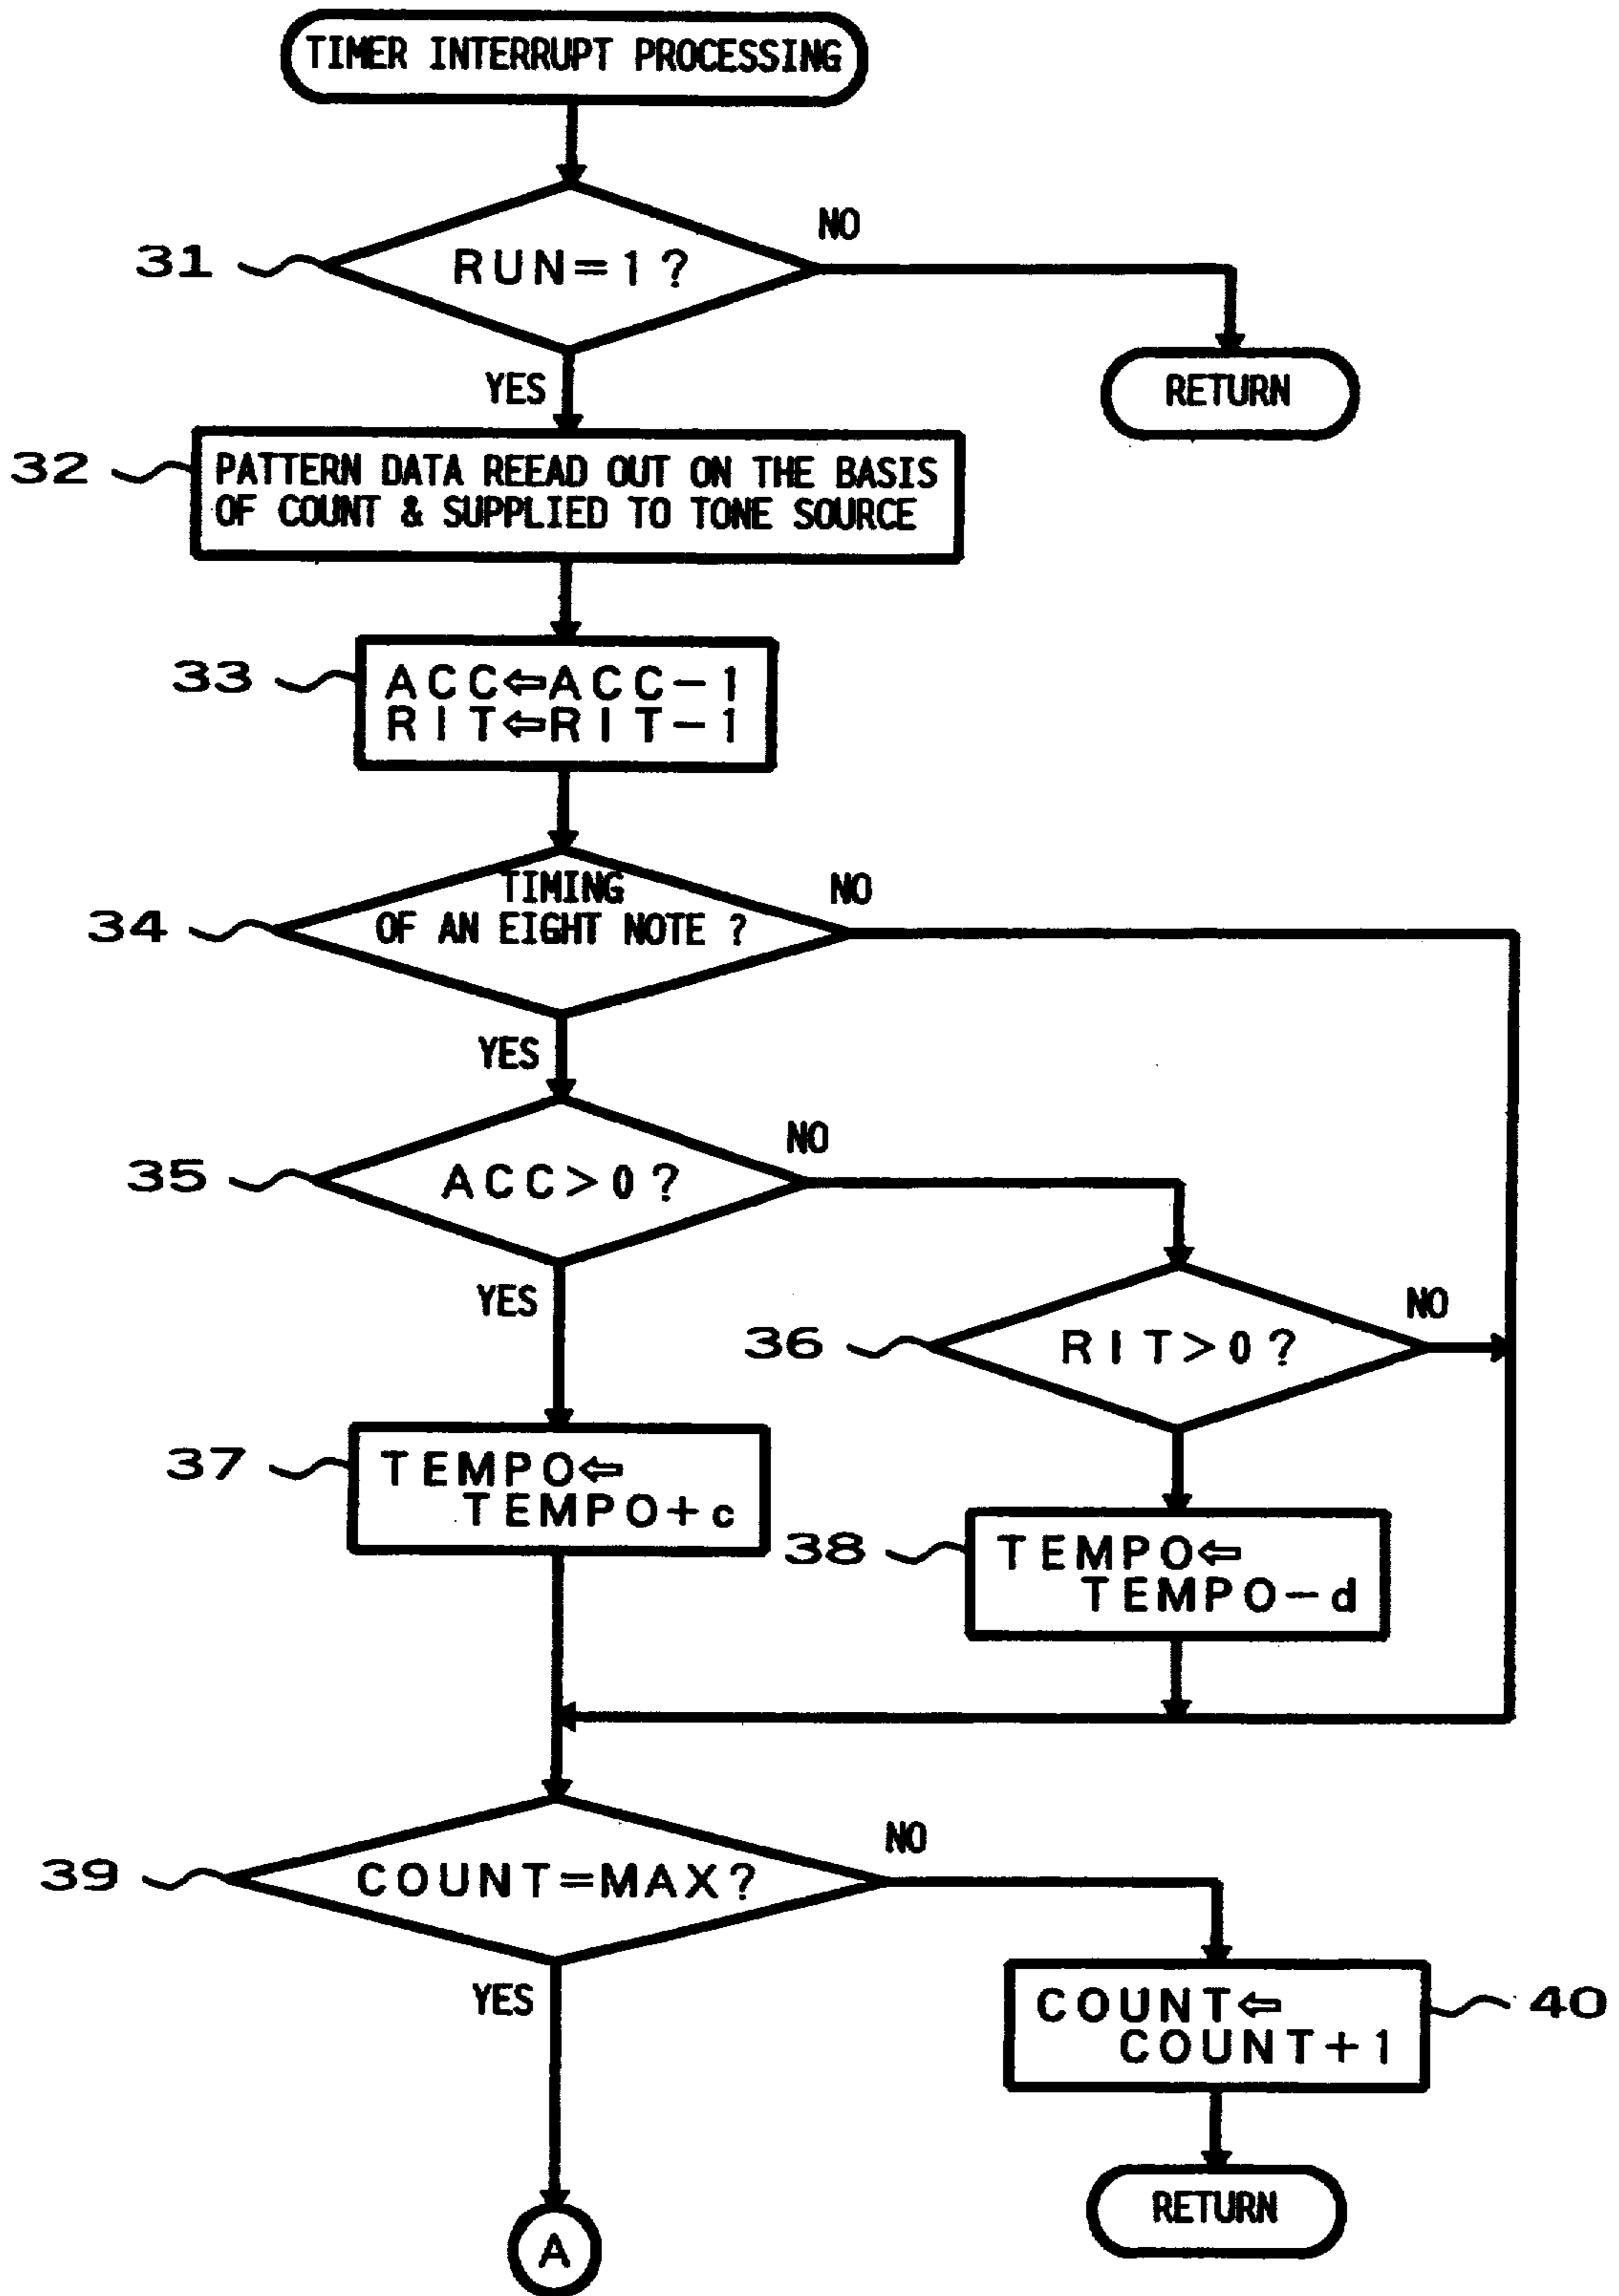 TIMER INTERRUPT PROCESSING
31
RUN=1?
NO
RETURN
YES
32
PATTERN DATA REEAD OUT ON THE BASIS
OF COUNT & SUPPLIED TO TONE SOURCE
33
ACC⇐ACC-1
RIT⇐RIT-1
34
TIMING
OF AN EIGHT NOTE ?
NO
YES
35
ACC>0?
NO
YES
36
RIT>0?
NO
37
TEMPO⇐
TEMPO+c
38
TEMPO⇐
TEMPO-d
39
COUNT=MAX?
NO
YES
COUNT⇐
COUNT+1
40
RETURN
A